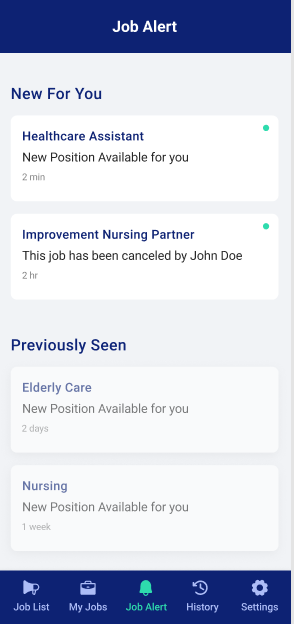 Job Alert
New For You
Healthcare Assistant
New Position Available for you
2 min
Improvement Nursing Partner
This job has been canceled by John Doe
2 hr
Previously Seen
Elderly Care
New Position Available for you
2 days
Nursing
New Position Available for you
1 week
Job List My Jobs Job Alert History Settings